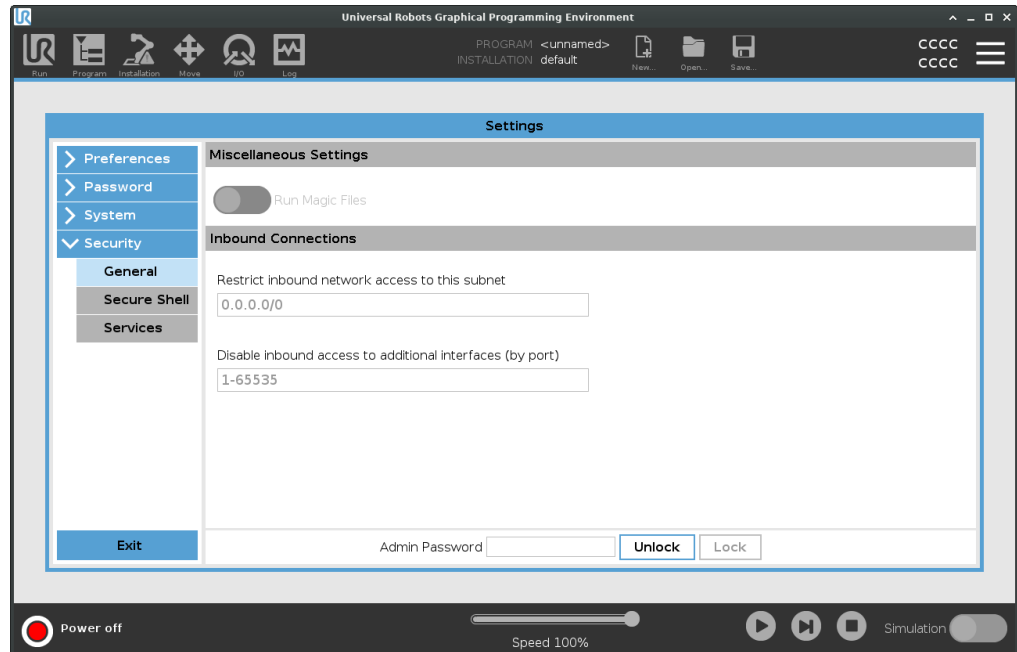 UR
Universal Robots Graphical Programming Environment
UR
Run
Program
Installation
Move
I/O
Log
PROGRAM <unnamed>
INSTALLATION default
New...
Open...
Save...
CCCC
CCCC
Settings
Preferences
Password
System
Security
General
Secure Shell
Services
Exit
Miscellaneous Settings
Run Magic Files
Inbound Connections
Restrict inbound network access to this subnet
0.0.0.0/0
Disable inbound access to additional interfaces (by port)
1-65535
Admin Password
Unlock
Lock
Power off
Speed 100%
Simulation